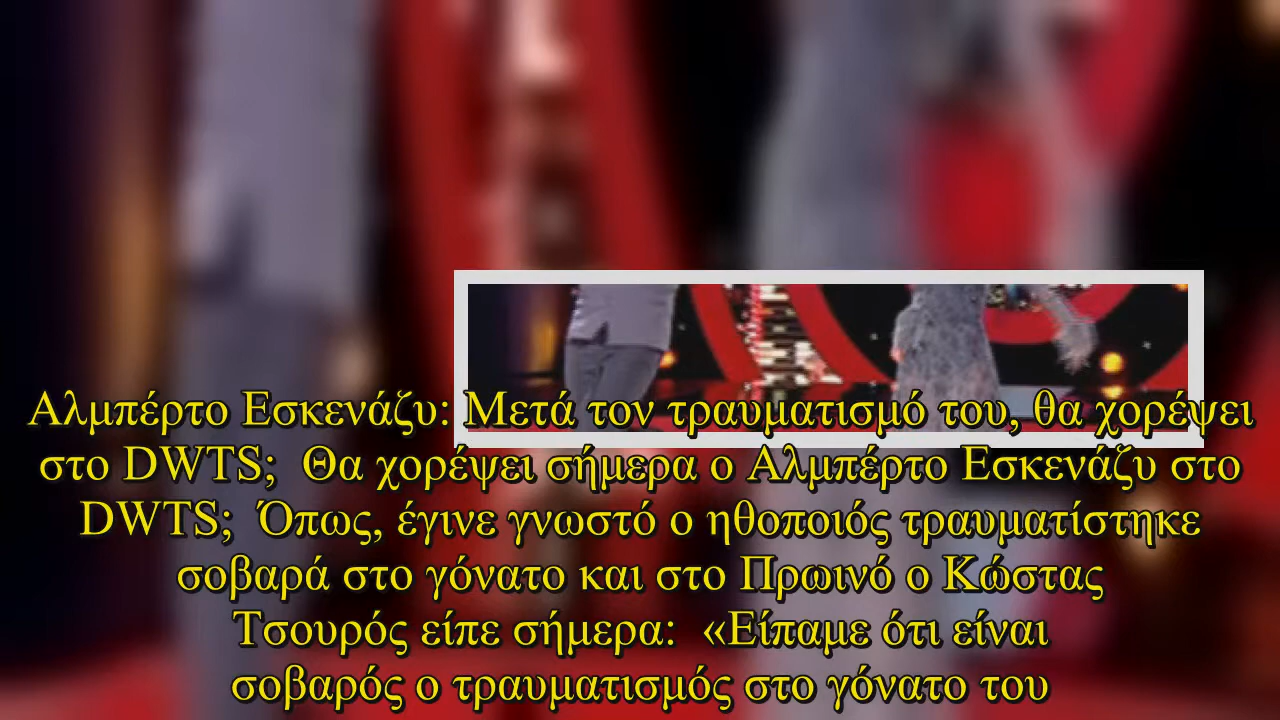 Αλμπέρτο Εσκενάζυ: Μετά τον τραυματισμό του, θα χορέψει
στο DWTS;  Θα χορέψει σήμερα ο Αλμπέρτο Εσκενάζυ στο
DWTS;  Όπως, έγινε γνωστό ο ηθοποιός τραυματίστηκε
σοβαρά στο γόνατο και στο Πρωινό ο Κώστας
Τσουρός είπε σήμερα:  «Είπαμε ότι είναι
σοβαρός ο τραυματισμός στο γόνατο του